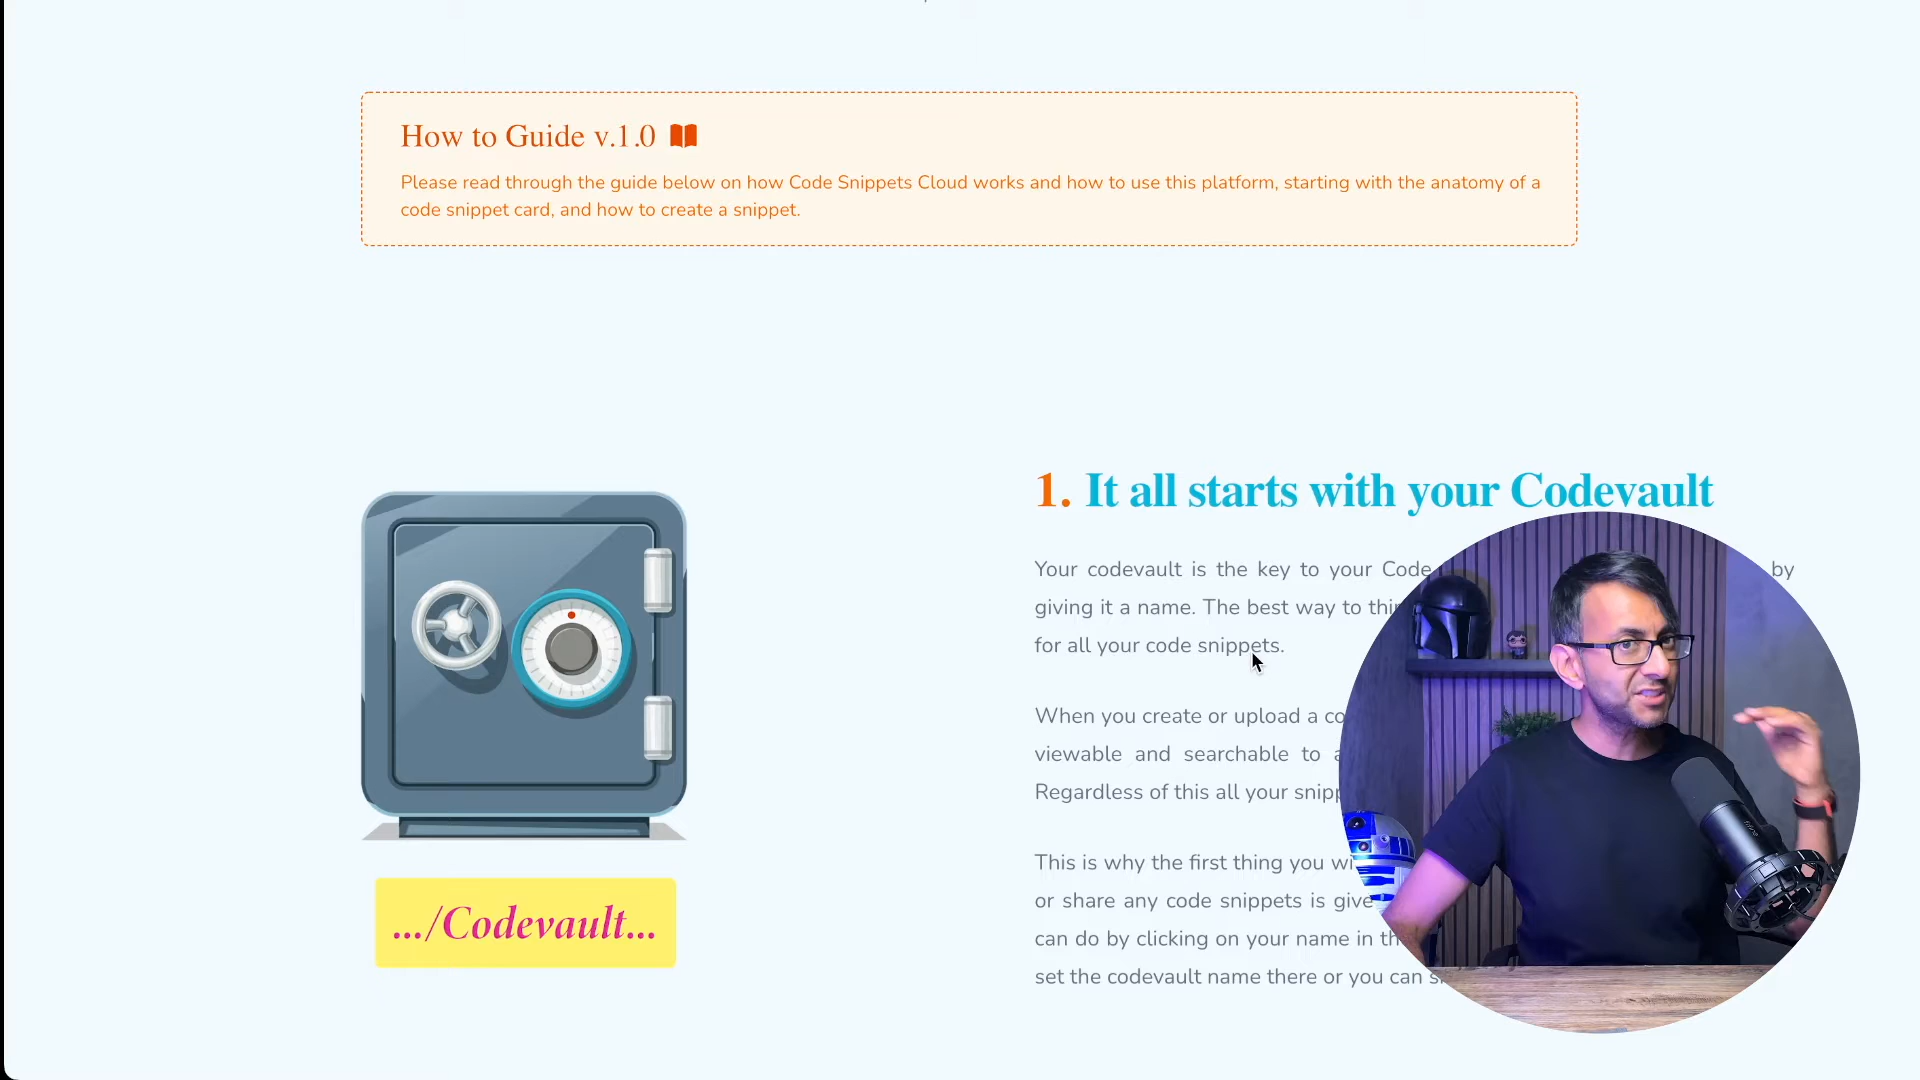 How to Guide v.1.0
Please read through the guide below on how Code Snippets Cloud works and how to use this platform, starting with the anatomy of a
code snippet card, and how to create a snippet.
1. It all starts with your Codevault
Your codevault is the key to your Code by
giving it a name. The best way to
for all your code snippets.
When you create or upload a
viewable and searchable to
Regardless of this all your
This is why the first thing you
or share any code snippets is give
can do by clicking on your name in
set the codevault name there or you can
.../Codevault...